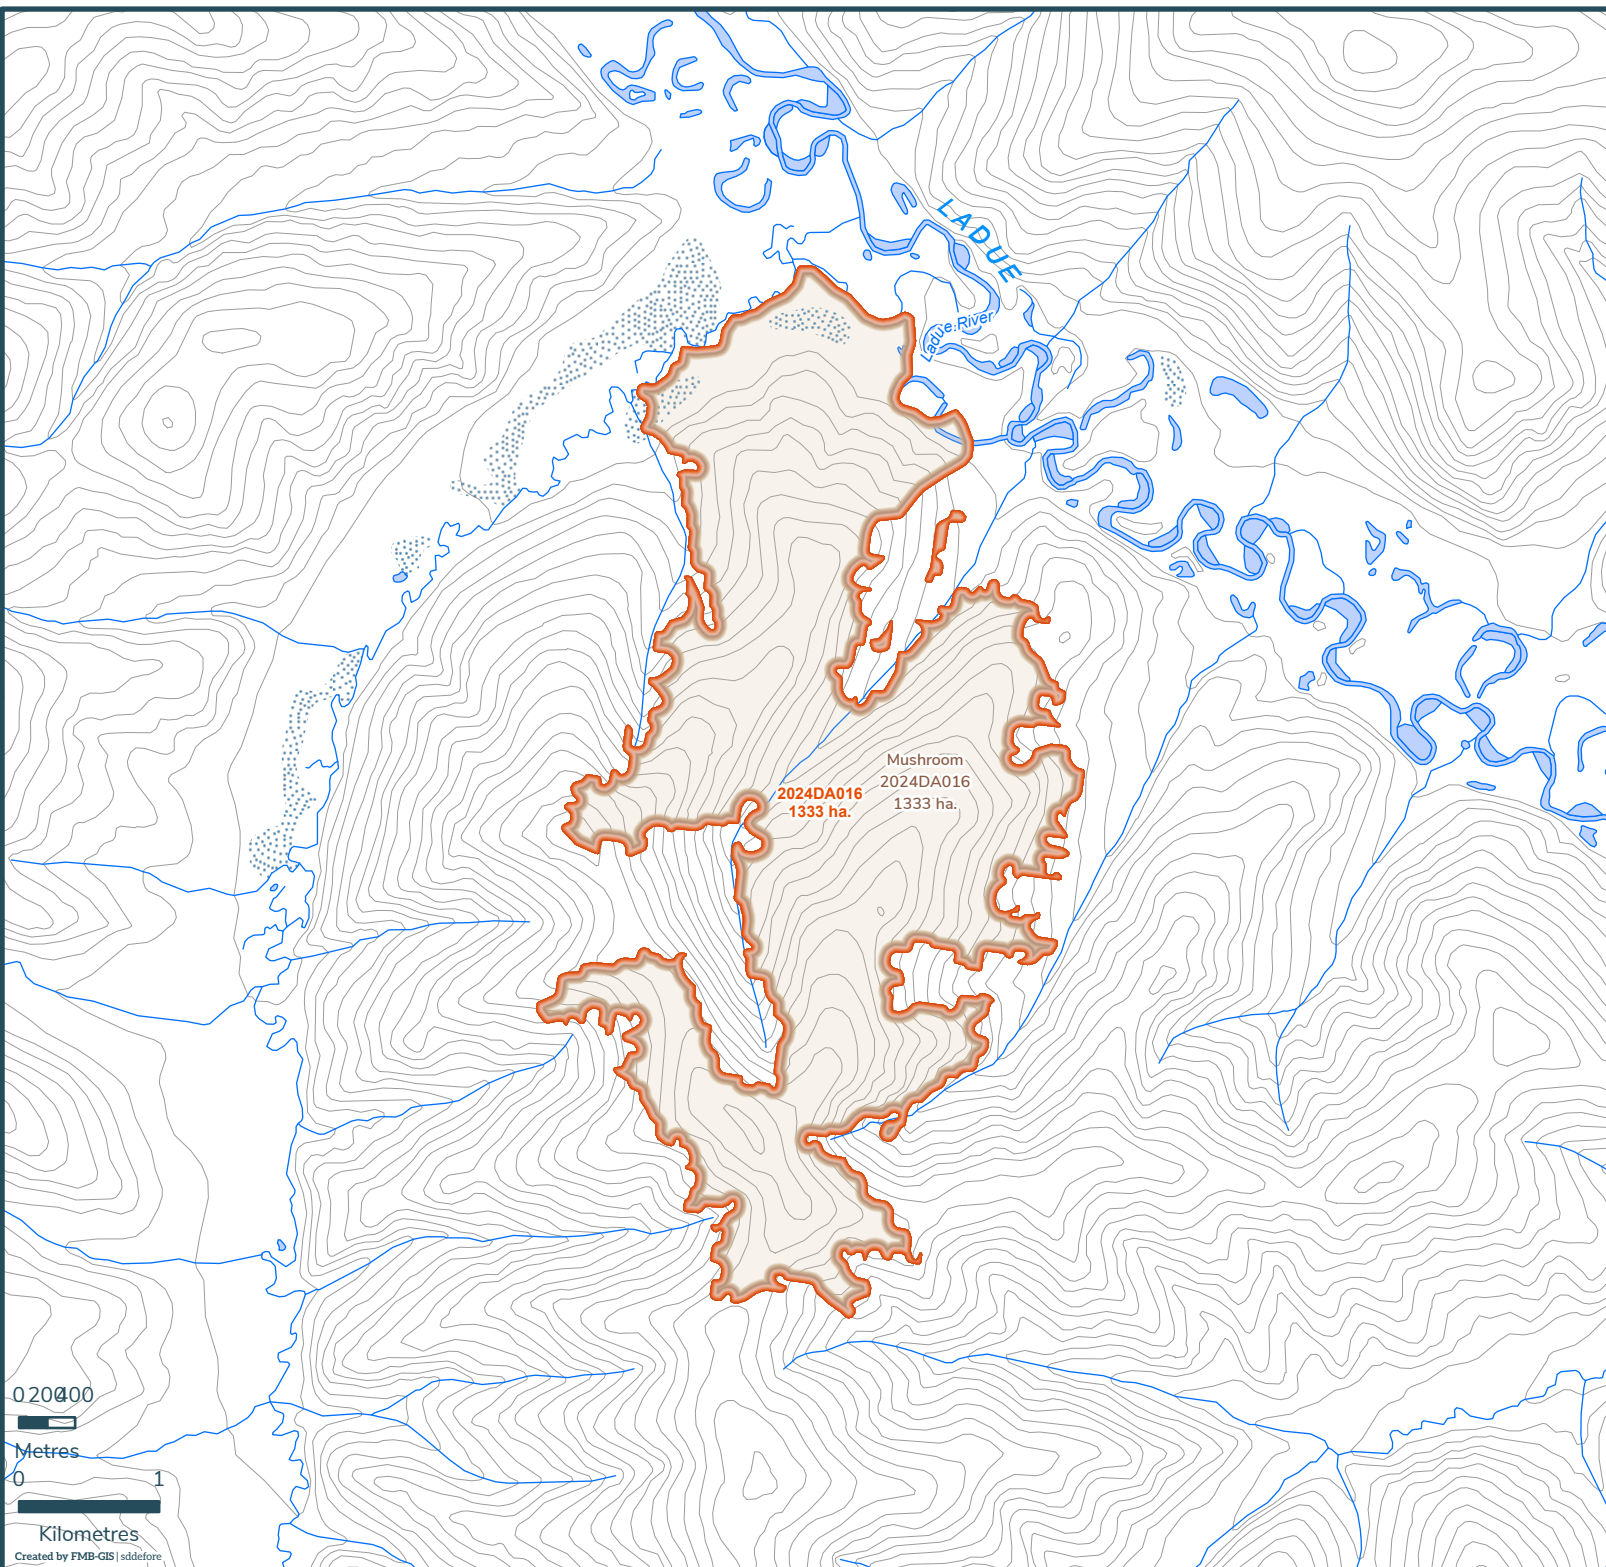 LADUE
Ladue River
Mushroom
2024DA016
1333 ha.
2024DA016
1333 ha.
0 200 400
Metres
0 1
Kilometres
Created by FMB-GIS | sddefore